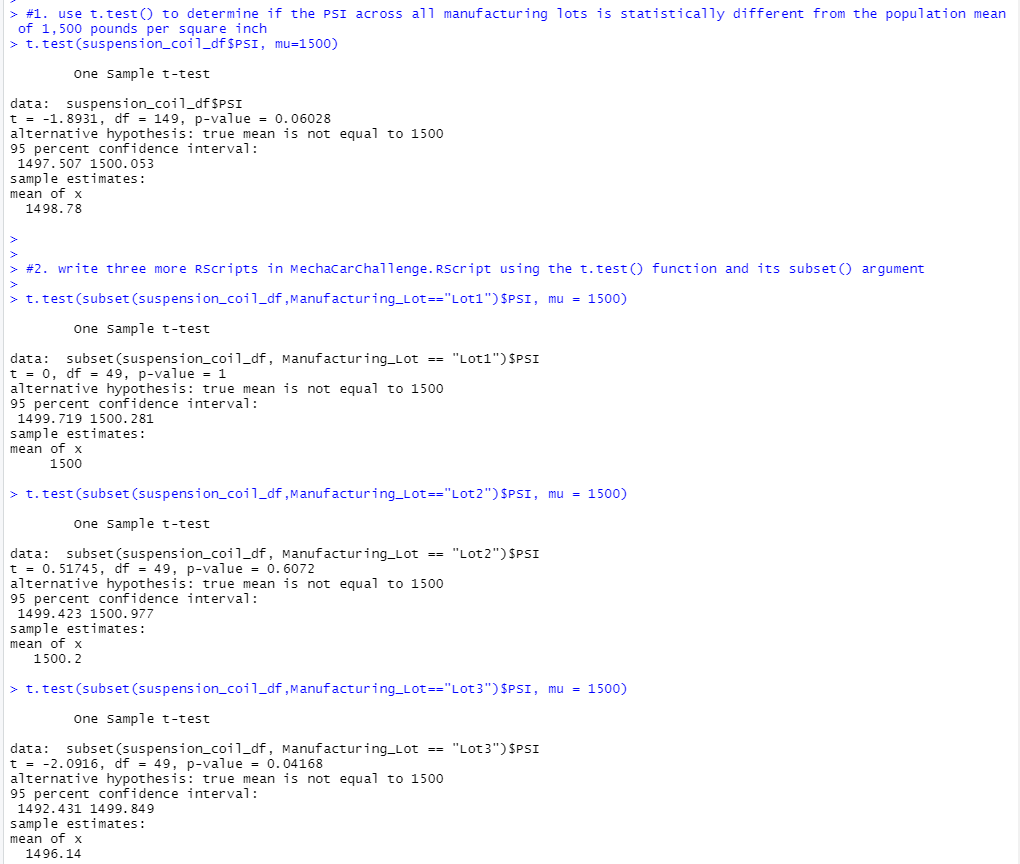 >
> #1. use t.test() to determine if the PSI across all manufacturing lots is statistically different from the population mean
of 1,500 pounds per square inch
> t.test(suspension_coil_df$PSI, mu=1500)
One Sample t-test
data:  suspension_coil_df$PSI
t = -1.8931, df = 149, p-value = 0.06028
alternative hypothesis: true mean is not equal to 1500
95 percent confidence interval:
1497.507 1500.053
sample estimates:
mean of x
1498.78
>
>
> #2. write three more RScripts in MechaCarChallenge.RScript using the t.test() function and its subset() argument
>
> t.test(subset(suspension_coil_df,Manufacturing_Lot=="Lot1")$PSI, mu = 1500)
One Sample t-test
data:  subset(suspension_coil_df, Manufacturing_Lot == "Lot1")$PSI
t = 0, df = 49, p-value = 1
alternative hypothesis: true mean is not equal to 1500
95 percent confidence interval:
1499.719 1500.281
sample estimates:
mean of x
1500
> t.test(subset(suspension_coil_df,Manufacturing_Lot=="Lot2")$PSI, mu = 1500)
One Sample t-test
data:  subset(suspension_coil_df, Manufacturing_Lot == "Lot2")$PSI
t = 0.51745, df = 49, p-value = 0.6072
alternative hypothesis: true mean is not equal to 1500
95 percent confidence interval:
1499.423 1500.977
sample estimates:
mean of x
1500.2
> t.test(subset(suspension_coil_df,Manufacturing_Lot=="Lot3")$PSI, mu = 1500)
One Sample t-test
data:  subset(suspension_coil_df, Manufacturing_Lot == "Lot3")$PSI
t = -2.0916, df = 49, p-value = 0.04168
alternative hypothesis: true mean is not equal to 1500
95 percent confidence interval:
1492.431 1499.849
sample estimates:
mean of x
1496.14